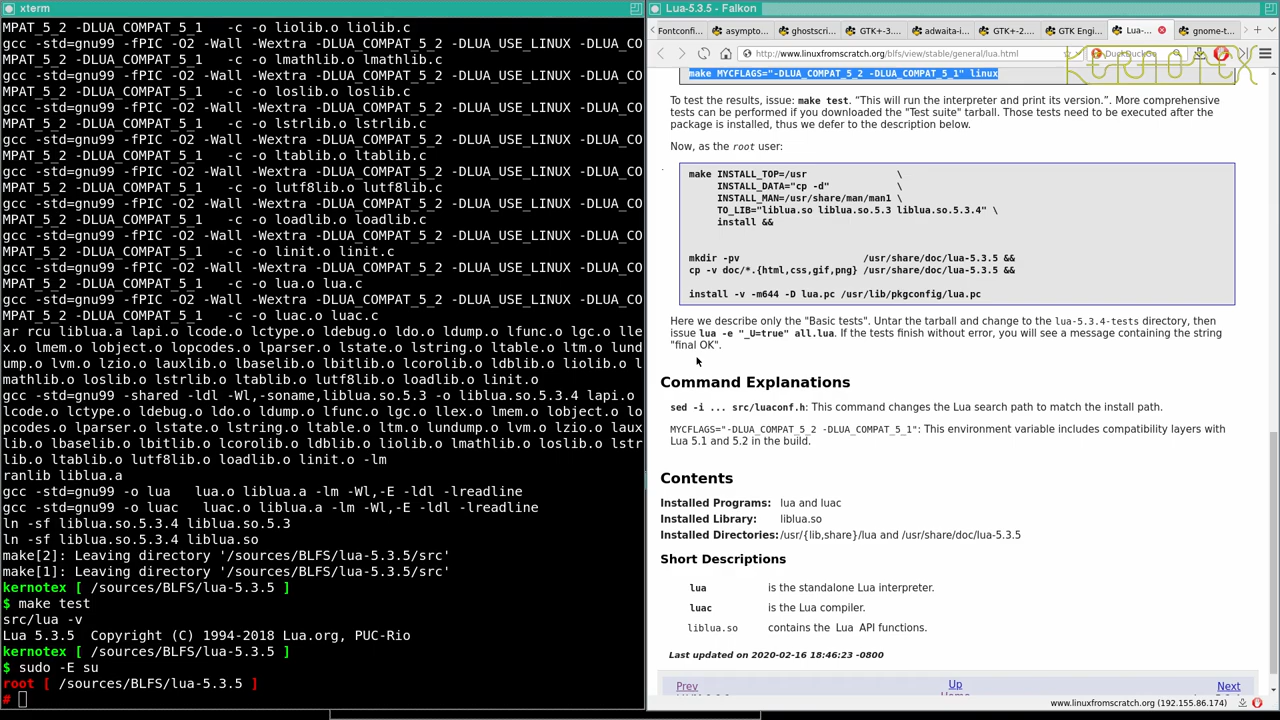 xterm
MPAT_5_2 -DLUA_COMPAT_5_1    -c -o liolib.o liolib.c
gcc -std=gnu99 -fPIC -O2 -Wall -Wextra -DLUA_COMPAT_5_2 -DLUA_USE_LINUX -DLUA_CO
MPAT_5_2 -DLUA_COMPAT_5_1    -c -o lmathlib.o lmathlib.c
gcc -std=gnu99 -fPIC -O2 -Wall -Wextra -DLUA_COMPAT_5_2 -DLUA_USE_LINUX -DLUA_CO
MPAT_5_2 -DLUA_COMPAT_5_1    -c -o loslib.o loslib.c
gcc -std=gnu99 -fPIC -O2 -Wall -Wextra -DLUA_COMPAT_5_2 -DLUA_USE_LINUX -DLUA_CO
MPAT_5_2 -DLUA_COMPAT_5_1    -c -o lstrlib.o lstrlib.c
gcc -std=gnu99 -fPIC -O2 -Wall -Wextra -DLUA_COMPAT_5_2 -DLUA_USE_LINUX -DLUA_CO
MPAT_5_2 -DLUA_COMPAT_5_1    -c -o ltablib.o ltablib.c
gcc -std=gnu99 -fPIC -O2 -Wall -Wextra -DLUA_COMPAT_5_2 -DLUA_USE_LINUX -DLUA_CO
MPAT_5_2 -DLUA_COMPAT_5_1    -c -o lutf8lib.o lutf8lib.c
gcc -std=gnu99 -fPIC -O2 -Wall -Wextra -DLUA_COMPAT_5_2 -DLUA_USE_LINUX -DLUA_CO
MPAT_5_2 -DLUA_COMPAT_5_1    -c -o loadlib.o loadlib.c
gcc -std=gnu99 -fPIC -O2 -Wall -Wextra -DLUA_COMPAT_5_2 -DLUA_USE_LINUX -DLUA_CO
MPAT_5_2 -DLUA_COMPAT_5_1    -c -o linit.o linit.c
gcc -std=gnu99 -fPIC -O2 -Wall -Wextra -DLUA_COMPAT_5_2 -DLUA_USE_LINUX -DLUA_CO
MPAT_5_2 -DLUA_COMPAT_5_1    -c -o lua.o lua.c
gcc -std=gnu99 -fPIC -O2 -Wall -Wextra -DLUA_COMPAT_5_2 -DLUA_USE_LINUX -DLUA_CO
MPAT_5_2 -DLUA_COMPAT_5_1    -c -o luac.o luac.c
ar rcu liblua.a lapi.o lcode.o lctype.o ldebug.o ldo.o ldump.o lfunc.o lgc.o lle
x.o lmem.o lobject.o lopcodes.o lparser.o lstate.o lstring.o ltable.o ltm.o lund
ump.o lvm.o lzio.o lauxlib.o lbaselib.o lbitlib.o lcorolib.o ldblib.o liolib.o l
mathlib.o loslib.o lstrlib.o ltablib.o lutf8lib.o loadlib.o linit.o
gcc -shared -ldl -Wl,-soname,liblua.so.5.3 -o liblua.so.5.3.4 lapi.o
lcode.o lctype.o ldebug.o ldo.o ldump.o lfunc.o lgc.o llex.o lmem.o lobject.o lo
pcodes.o lparser.o lstate.o lstring.o ltable.o ltm.o lundump.o lvm.o lzio.o laux
lib.o lbaselib.o lbitlib.o lcorolib.o ldblib.o liolib.o lmathlib.o loslib.o lstr
lib.o ltablib.o lutf8lib.o loadlib.o linit.o -lm
ranlib liblua.a
gcc -std=gnu99 -o lua   lua.o liblua.a -lm -Wl,-E -ldl -lreadline
gcc -std=gnu99 -o luac   luac.o liblua.a -lm -Wl,-E -ldl -lreadline
ln -sf liblua.so.5.3.4 liblua.so.5.3
ln -sf liblua.so.5.3.4 liblua.so
make[2]: Leaving directory '/sources/BLFS/lua-5.3.5/src'
make[1]: Leaving directory '/sources/BLFS/lua-5.3.5/src'
kernotex [ /sources/BLFS/lua-5.3.5 ]
$ make test
src/lua -v
Lua 5.3.5  Copyright (C) 1994-2018 Lua.org, PUC-Rio
kernotex [ /sources/BLFS/lua-5.3.5 ]
$ sudo -E su
root [ /sources/BLFS/lua-5.3.5 ]
#
Lua-5.3.5 - Falkon
Fontconfi... asympto... ghostscri... GTK+-3.... adwaita-i... GTK+-2.... GTK Engi... Lua-... gnome-t...
http://www.linuxfromscratch.org/blfs/view/stable/general/lua.html DuckDuckGo
KERNOTEX
make MYCFLAGS="-DLUA_COMPAT_5_2 -DLUA_COMPAT_5_1" linux
To test the results, issue: make test. “This will run the interpreter and print its version.”. More comprehensive
tests can be performed if you downloaded the "Test suite" tarball. Those tests need to be executed after the
package is installed, thus we defer to the description below.
Now, as the root user:
make INSTALL_TOP=/usr                \
INSTALL_DATA="cp -d"            \
INSTALL_MAN=/usr/share/man/man1 \
TO_LIB="liblua.so liblua.so.5.3 liblua.so.5.3.4" \
install &&
mkdir -pv                      /usr/share/doc/lua-5.3.5 &&
cp -v doc/*.{html,css,gif,png} /usr/share/doc/lua-5.3.5 &&
install -v -m644 -D lua.pc /usr/lib/pkgconfig/lua.pc
Here we describe only the "Basic tests". Untar the tarball and change to the lua-5.3.4-tests directory, then
issue lua -e "_U=true" all.lua. If the tests finish without error, you will see a message containing the string
"final OK".
Command Explanations
sed -i ... src/luaconf.h: This command changes the Lua search path to match the install path.
MYCFLAGS="-DLUA_COMPAT_5_2 -DLUA_COMPAT_5_1": This environment variable includes compatibility layers with
Lua 5.1 and 5.2 in the build.
Contents
Installed Programs: lua and luac
Installed Library: liblua.so
Installed Directories: /usr/{lib,share}/lua and /usr/share/doc/lua-5.3.5
Short Descriptions
lua is the standalone Lua interpreter.
luac is the Lua compiler.
liblua.so contains the Lua API functions.
Last updated on 2020-02-16 18:46:23 -0800
Prev Up Next
www.linuxfromscratch.org (192.155.86.174)